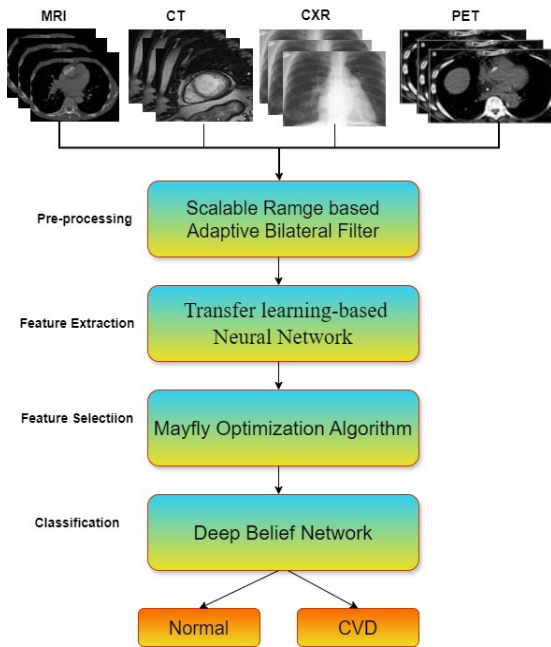 MRI
CT
CXR
PET
Pre-processing
Scalable Ramge based
Adaptive Bilateral Filter
Feature Extraction
Transfer learning-based
Neural Network
Feature Selectiion
Mayfly Optimization Algorithm
Classification
Deep Belief Network
Normal
CVD